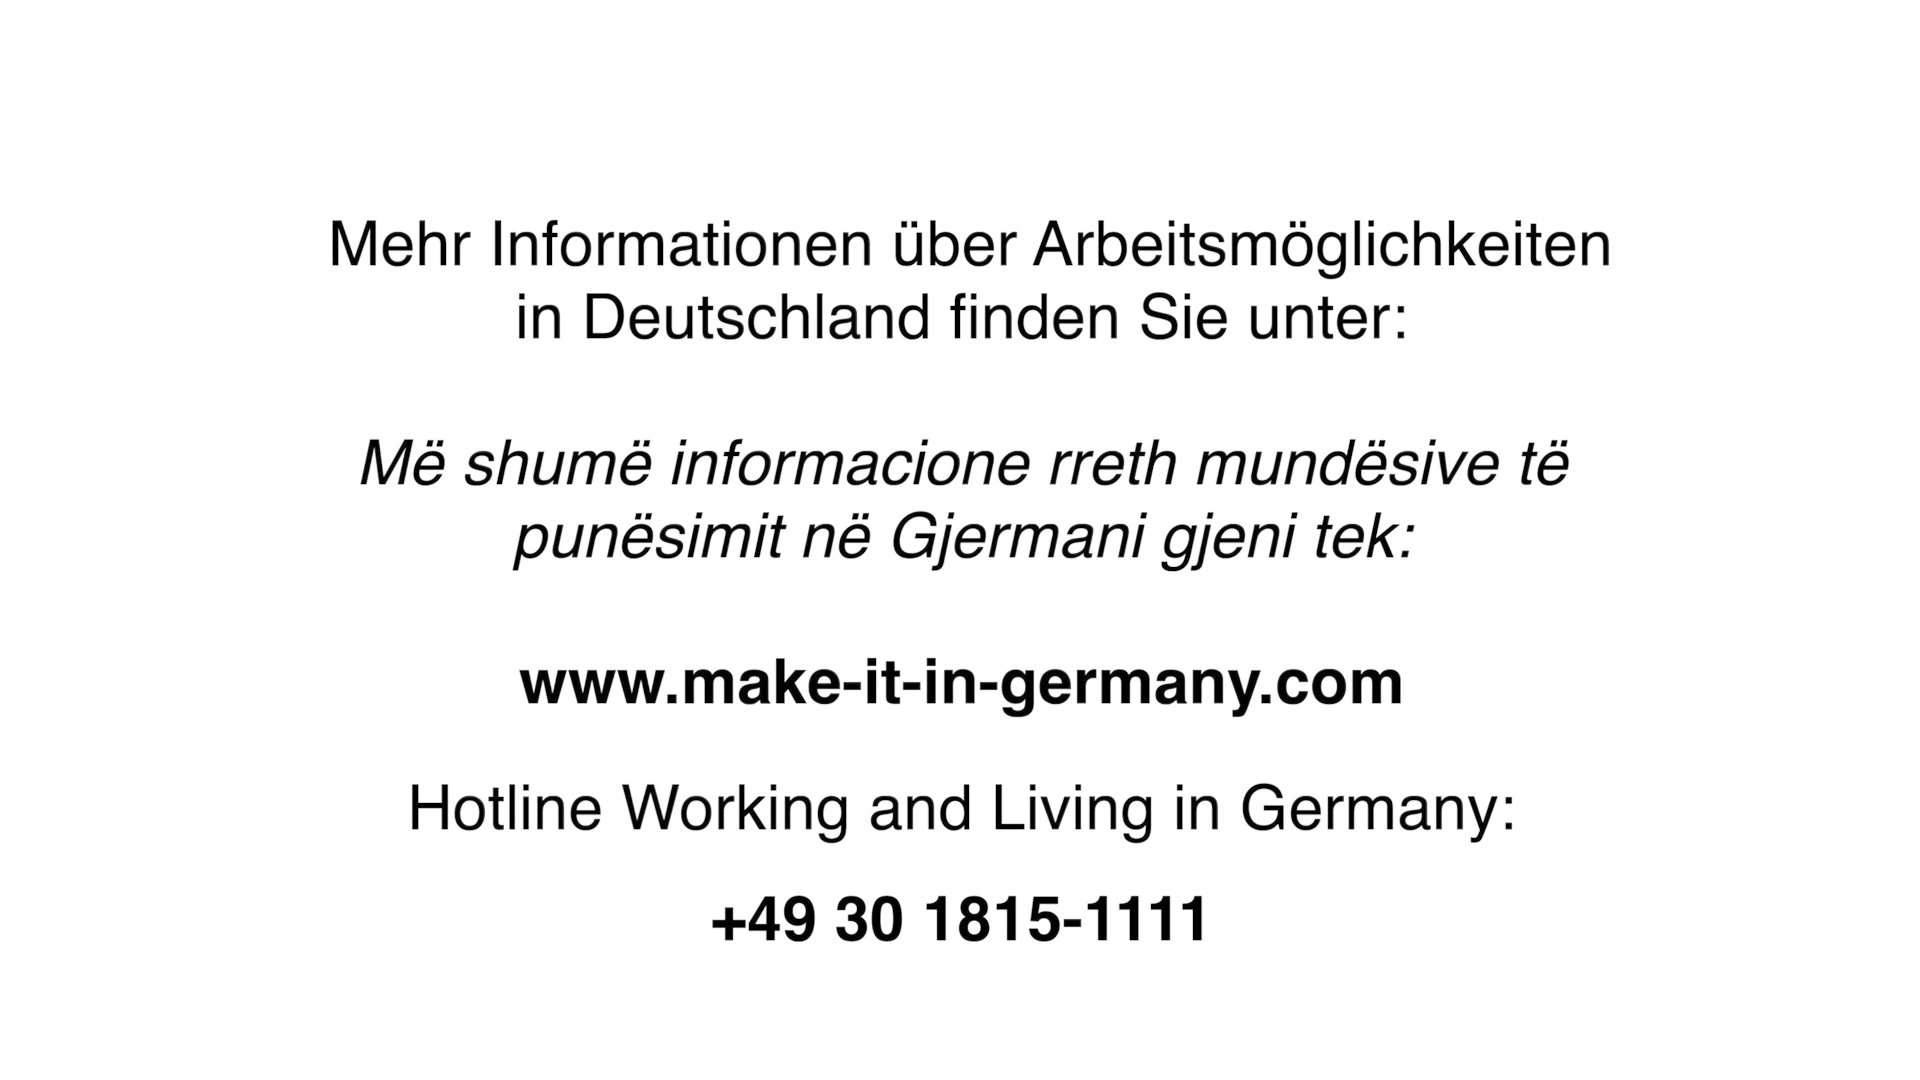 Mehr Informationen über Arbeitsmöglichkeiten
in Deutschland finden Sie unter:
Më shumë informacione rreth mundësive të
punësimit në Gjermani gjeni tek:
www.make-it-in-germany.com
Hotline Working and Living in Germany:
+49 30 1815-1111